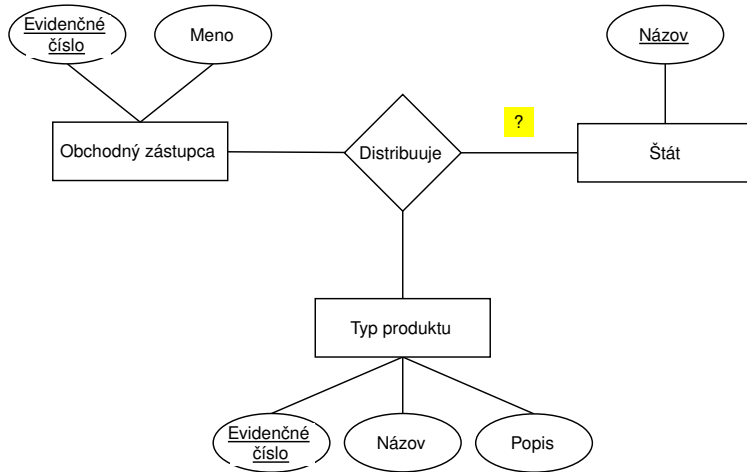 Evidenčné
číslo
Meno
Názov
?
Obchodný zástupca
Distribuuje
Štát
Typ produktu
Evidenčné
číslo
Názov
Popis